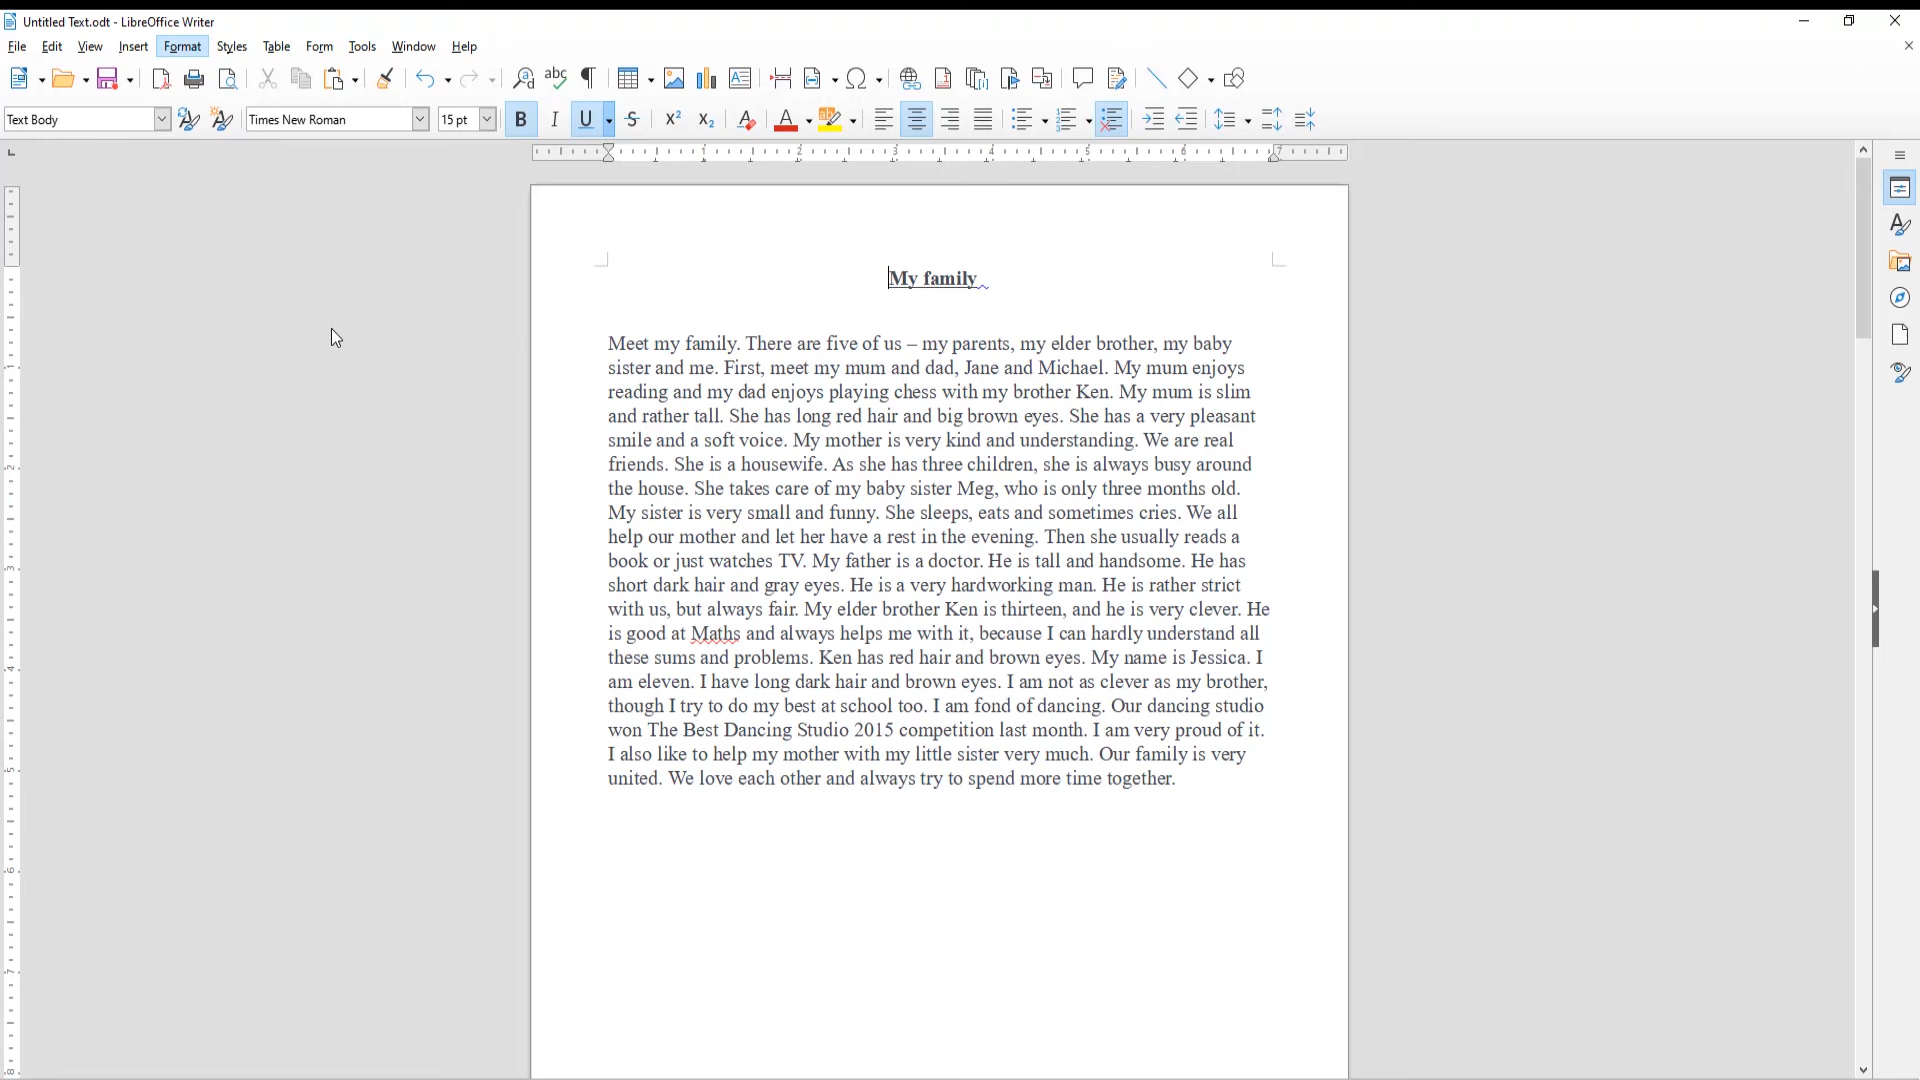 Untitled Text.odt - LibreOffice Writer
File Edit View Insert Format Styles Table Form Tools Window Help
Text Body Times New Roman 15 pt
1 2 3 4 5 6 7
My family
Meet my family. There are five of us – my parents, my elder brother, my baby
sister and me. First, meet my mum and dad, Jane and Michael. My mum enjoys
reading and my dad enjoys playing chess with my brother Ken. My mum is slim
and rather tall. She has long red hair and big brown eyes. She has a very pleasant
smile and a soft voice. My mother is very kind and understanding. We are real
friends. She is a housewife. As she has three children, she is always busy around
the house. She takes care of my baby sister Meg, who is only three months old.
My sister is very small and funny. She sleeps, eats and sometimes cries. We all
help our mother and let her have a rest in the evening. Then she usually reads a
book or just watches TV. My father is a doctor. He is tall and handsome. He has
short dark hair and gray eyes. He is a very hardworking man. He is rather strict
with us, but always fair. My elder brother Ken is thirteen, and he is very clever. He
is good at Maths and always helps me with it, because I can hardly understand all
these sums and problems. Ken has red hair and brown eyes. My name is Jessica. I
am eleven. I have long dark hair and brown eyes. I am not as clever as my brother,
though I try to do my best at school too. I am fond of dancing. Our dancing studio
won The Best Dancing Studio 2015 competition last month. I am very proud of it.
I also like to help my mother with my little sister very much. Our family is very
united. We love each other and always try to spend more time together.
1
2
3
4
5
6
7
8